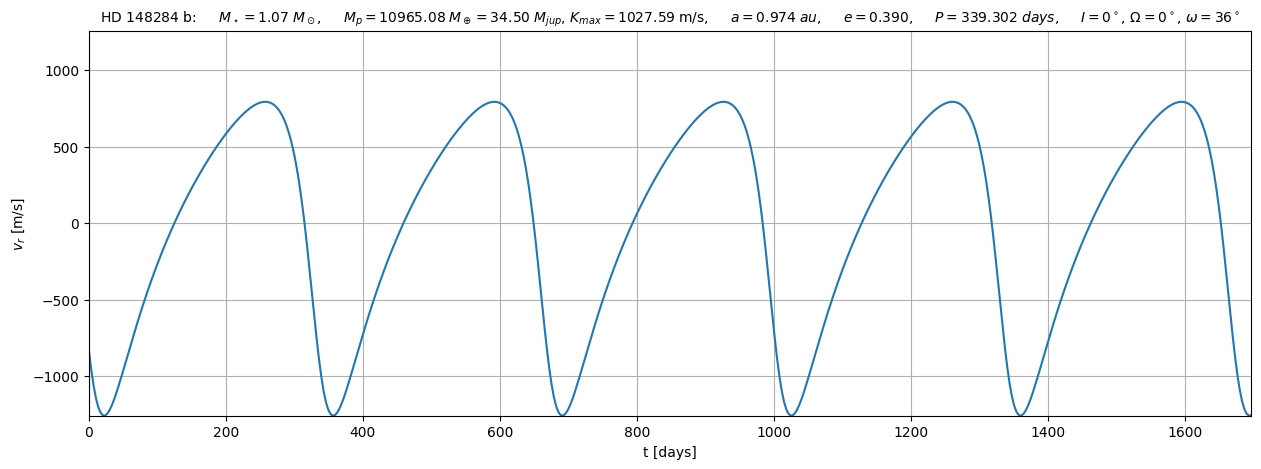 HD 148284 b: M⋆ = 1.07 M⊙, Mp = 10965.08 M⊕ = 34.50 Mjup, Kmax = 1027.59 m/s, a = 0.974 au, e = 0.390, P = 339.302 days, I = 0°, Ω = 0°, ω = 36°
1000
500
0
−500
−1000
vr [m/s]
0 200 400 600 800 1000 1200 1400 1600
t [days]